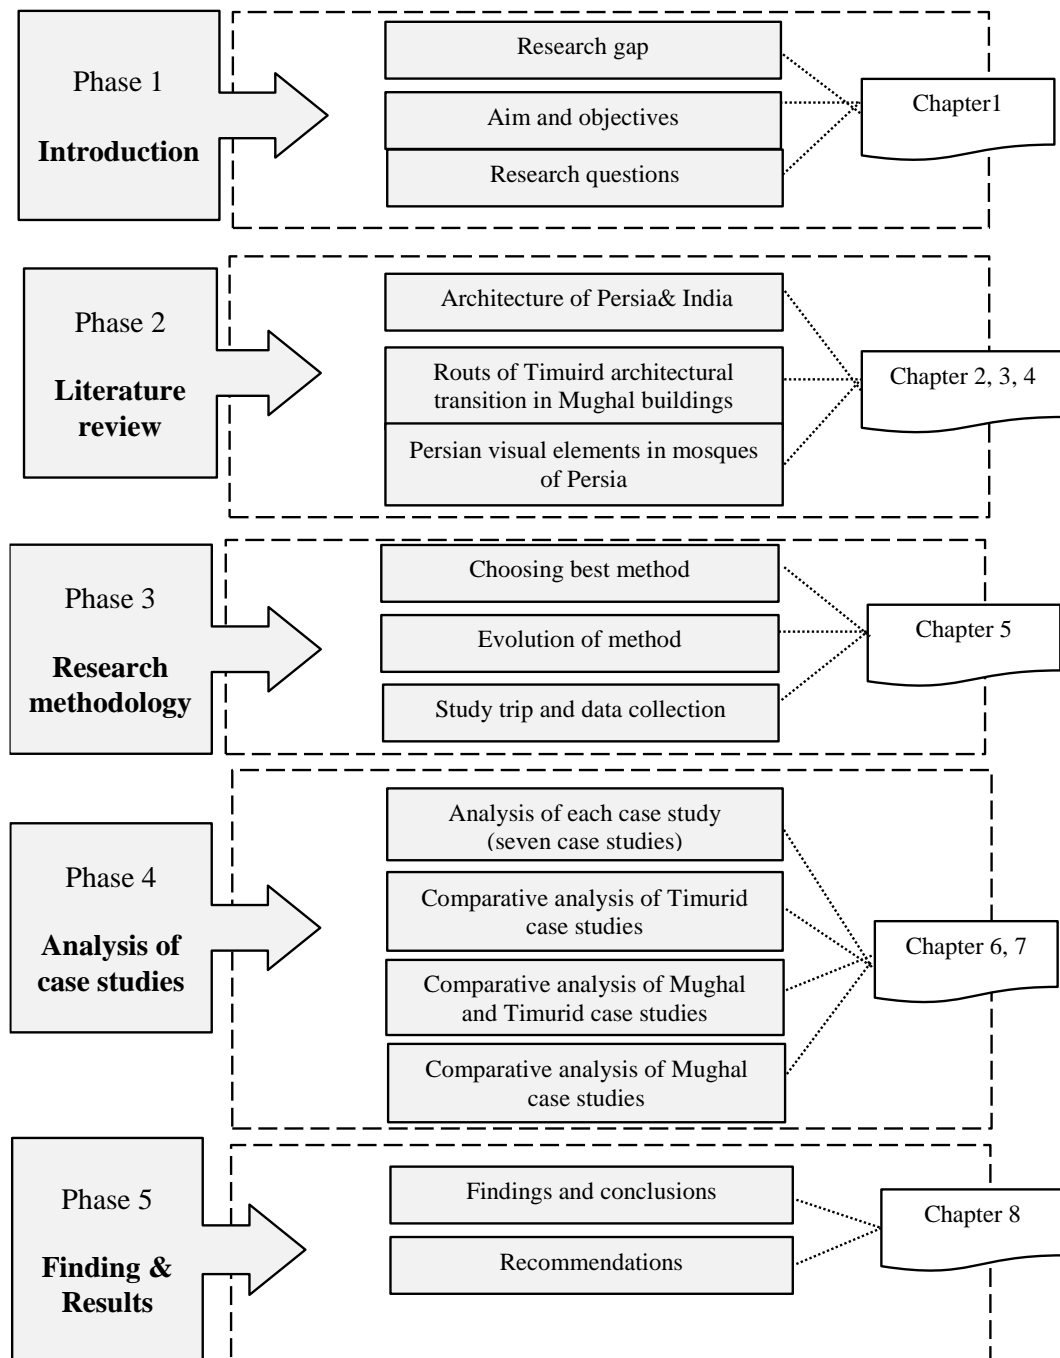 Phase 1
Introduction
Research gap
Aim and objectives
Research questions
Chapter1
Phase 2
Literature
review
Architecture of Persia& India
Routs of Timuird architectural
transition in Mughal buildings
Persian visual elements in mosques
of Persia
Chapter 2, 3, 4
Phase 3
Research
methodology
Choosing best method
Evolution of method
Study trip and data collection
Chapter 5
Phase 4
Analysis of
case studies
Analysis of each case study
(seven case studies)
Comparative analysis of Timurid
case studies
Comparative analysis of Mughal
and Timurid case studies
Comparative analysis of Mughal
case studies
Chapter 6, 7
Phase 5
Finding &
Results
Findings and conclusions
Recommendations
Chapter 8